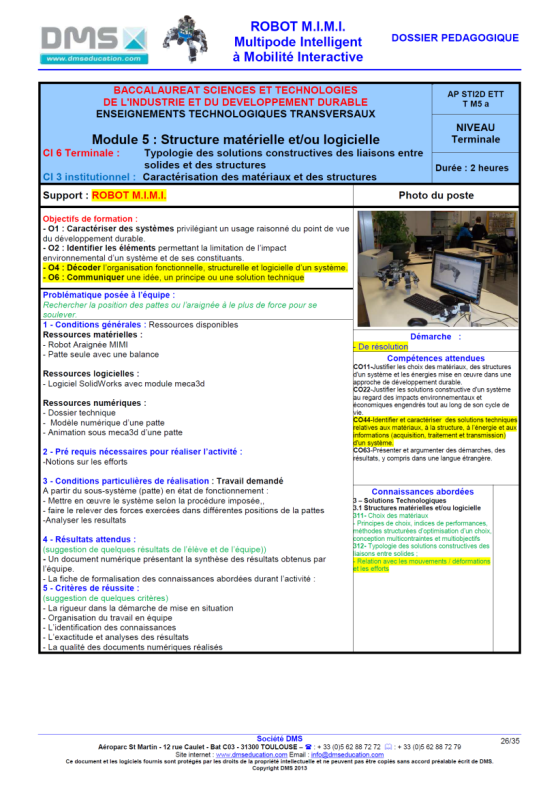 DMS
www.dmseducation.com
ROBOT M.I.M.I.
Multipode Intelligent
à Mobilité Interactive
DOSSIER PEDAGOGIQUE
BACCALAUREAT SCIENCES ET TECHNOLOGIES
DE L'INDUSTRIE ET DU DEVELOPPEMENT DURABLE
ENSEIGNEMENTS TECHNOLOGIQUES TRANSVERSAUX
Module 5 : Structure matérielle et/ou logicielle
CI 6 Terminale : Typologie des solutions constructives des liaisons entre
solides et des structures
CI 3 institutionnel : Caractérisation des matériaux et des structures
AP STI2D ETT
T M5 a
NIVEAU
Terminale
Durée : 2 heures
Support : ROBOT M.I.M.I.
Photo du poste
Objectifs de formation :
- O1 : Caractériser des systèmes privilégiant un usage raisonné du point de vue
du développement durable.
- O2 : Identifier les éléments permettant la limitation de l'impact
environnemental d'un système et de ses constituants.
- O4 : Décoder l'organisation fonctionnelle, structurelle et logicielle d'un système.
- O6 : Communiquer une idée, un principe ou une solution technique
Problématique posée à l'équipe :
Rechercher la position des pattes ou l'araignée à le plus de force pour se
soulever.
1 - Conditions générales : Ressources disponibles
Ressources matérielles :
- Robot Araignée MIMI
- Patte seule avec une balance
Ressources logicielles :
- Logiciel SolidWorks avec module meca3d
Ressources numériques :
- Dossier technique
- Modèle numérique d'une patte
- Animation sous meca3d d'une patte
2 - Pré requis nécessaires pour réaliser l'activité :
-Notions sur les efforts
3 - Conditions particulières de réalisation : Travail demandé
A partir du sous-système (patte) en état de fonctionnement :
- Mettre en œuvre le système selon la procédure imposée,,
- faire le relever des forces exercées dans différentes positions de la pattes
-Analyser les resultats
4 - Résultats attendus :
(suggestion de quelques résultats de l'élève et de l'équipe))
- Un document numérique présentant la synthèse des résultats obtenus par
l'équipe.
- La fiche de formalisation des connaissances abordées durant l'activité :
5 - Critères de réussite :
(suggestion de quelques critères)
- La rigueur dans la démarche de mise en situation
- Organisation du travail en équipe
- L'identification des connaissances
- L'exactitude et analyses des résultats
- La qualité des documents numériques réalisés
Démarche :
- De résolution
Compétences attendues
CO11-Justifier les choix des matériaux, des structures
d'un système et les énergies mise en œuvre dans une
approche de développement durable.
CO22-Justifier les solutions constructive d'un système
au regard des impacts environnementaux et
économiques engendrés tout au long de son cycle de
vie.
CO44-Identifier et caractériser des solutions techniques
relatives aux matériaux, à la structure, à l'énergie et aux
informations (acquisition, traitement et transmission)
d'un système.
CO63-Présenter et argumenter des démarches, des
résultats, y compris dans une langue étrangère.
Connaissances abordées
3 – Solutions Technologiques
3.1 Structures matérielles et/ou logicielle
311- Choix des matériaux
- Principes de choix, indices de performances,
méthodes structurées d'optimisation d'un choix,
conception multicontraintes et multiobjectifs
312- Typologie des solutions constructives des
liaisons entre solides ;
- Relation avec les mouvements / déformations
et les efforts
Société DMS
Aéroparc St Martin - 12 rue Caulet - Bat C03 - 31300 TOULOUSE – ☎ : + 33 (0)5 62 88 72 72 📖 : + 33 (0)5 62 88 72 79
Site internet : www.dmseducation.com Email : info@dmseducation.com
Ce document et les logiciels fournis sont protégés par les droits de la propriété intellectuelle et ne peuvent pas être copiés sans accord préalable écrit de DMS.
Copyright DMS 2013
26/35